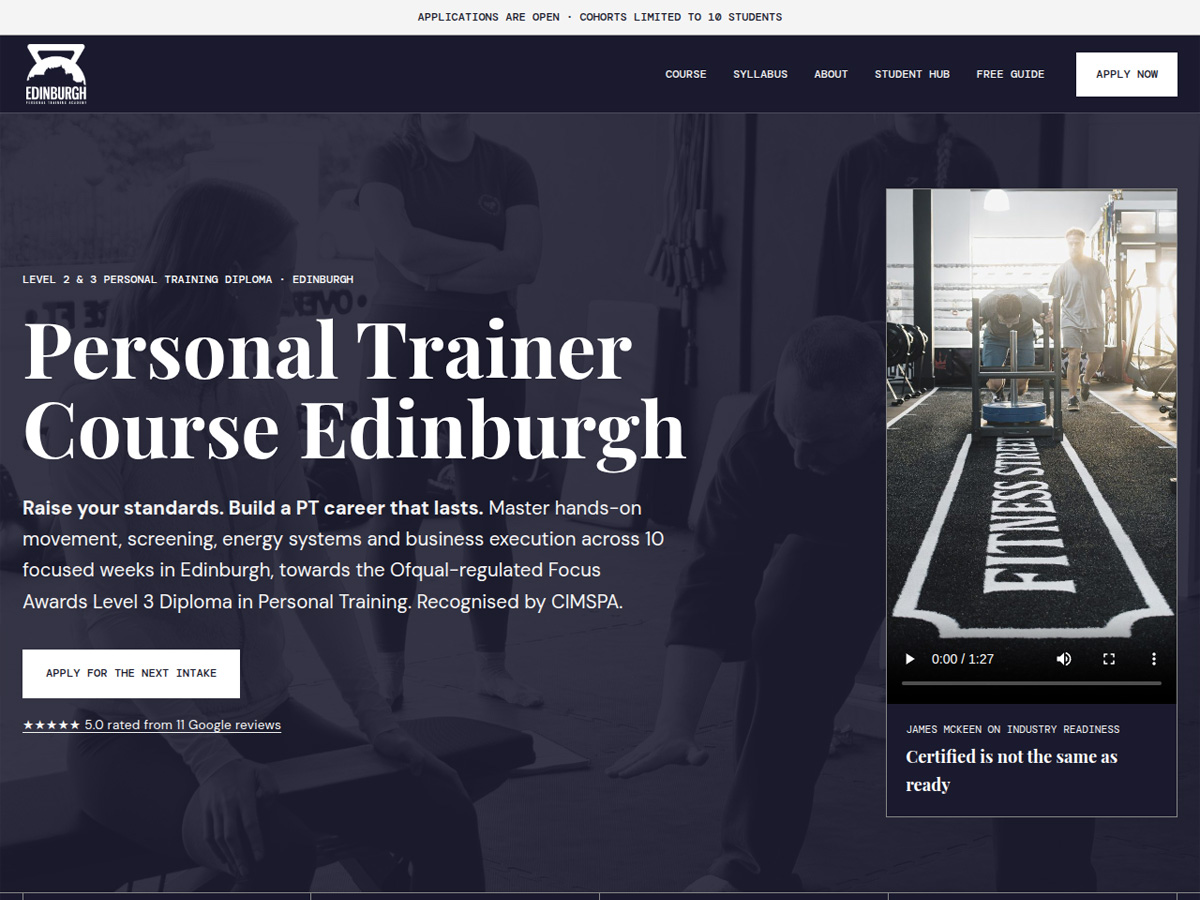 APPLICATIONS ARE OPEN · COHORTS LIMITED TO 10 STUDENTS
EDINBURGH
PERSONAL TRAINING ACADEMY
COURSE SYLLABUS ABOUT STUDENT HUB FREE GUIDE APPLY NOW
LEVEL 2 & 3 PERSONAL TRAINING DIPLOMA · EDINBURGH
Personal Trainer
Course Edinburgh
Raise your standards. Build a PT career that lasts. Master hands-on
movement, screening, energy systems and business execution across 10
focused weeks in Edinburgh, towards the Ofqual-regulated Focus
Awards Level 3 Diploma in Personal Training. Recognised by CIMSPA.
APPLY FOR THE NEXT INTAKE
★★★★★ 5.0 rated from 11 Google reviews
FITNESS STREET
0:00 / 1:27
JAMES MCKEEN ON INDUSTRY READINESS
Certified is not the same as
ready